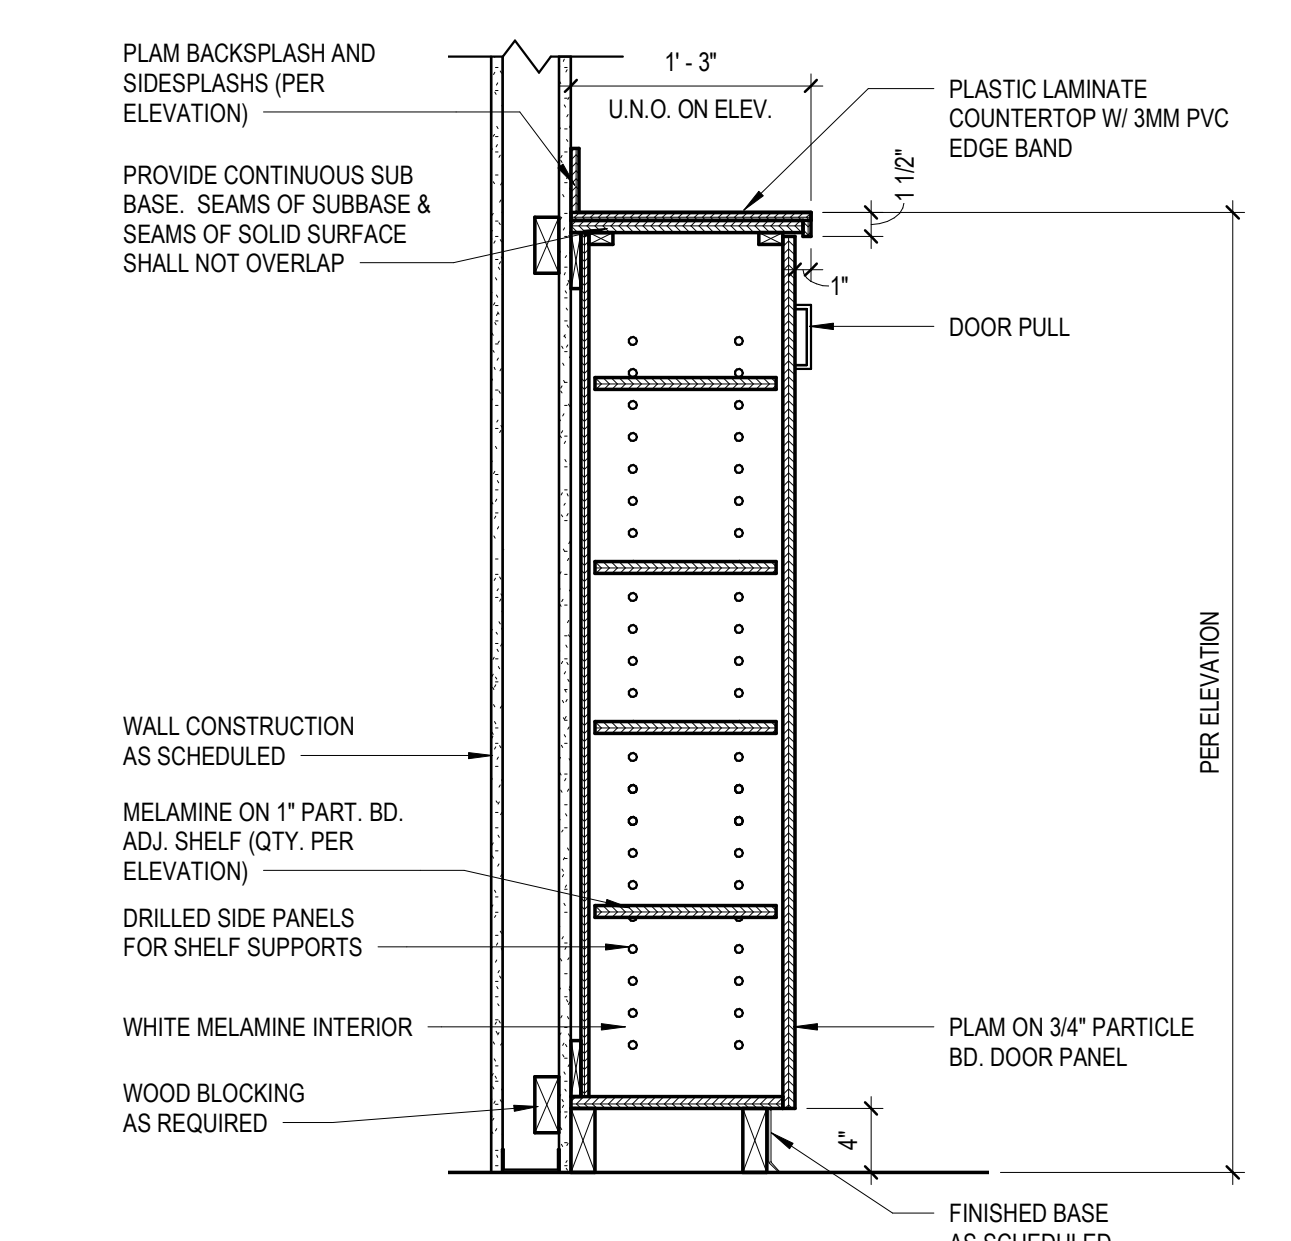 PLAM BACKSPLASH AND
SIDESPLASHS (PER
ELEVATION)
PROVIDE CONTINUOUS SUB
BASE. SEAMS OF SUBBASE &
SEAMS OF SOLID SURFACE
SHALL NOT OVERLAP
1' - 3"
U.N.O. ON ELEV.
PLASTIC LAMINATE
COUNTERTOP W/ 3MM PVC
EDGE BAND
1 1/2"
1"
DOOR PULL
PER ELEVATION
WALL CONSTRUCTION
AS SCHEDULED
MELAMINE ON 1" PART. BD.
ADJ. SHELF (QTY. PER
ELEVATION)
DRILLED SIDE PANELS
FOR SHELF SUPPORTS
WHITE MELAMINE INTERIOR
WOOD BLOCKING
AS REQUIRED
PLAM ON 3/4" PARTICLE
BD. DOOR PANEL
4"
FINISHED BASE
AS SCHEDULED